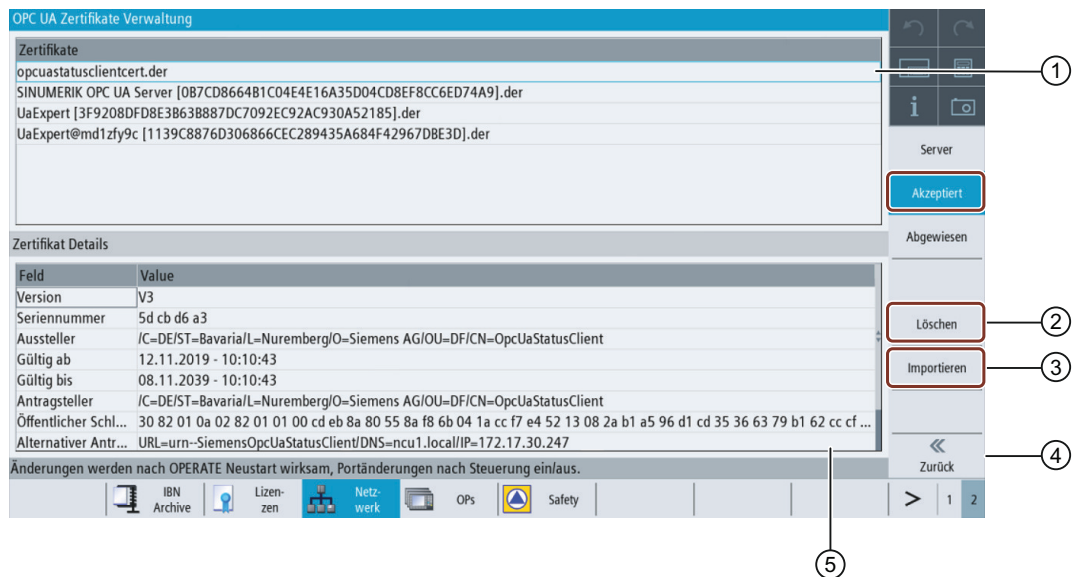 OPC UA Zertifikate Verwaltung
Zertifikate
opcuastatusclientcert.der
1
SINUMERIK OPC UA Server [0B7CD8664B1C04E4E16A35D04CD8EF8CC6ED74A9].der
UaExpert [3F9208DFD8E3B63B887DC7092EC92AC930A52185].der
i
UaExpert@md1zfy9c [1139C8876D306866CEC289435A684F42967DBE3D].der
Server
Akzeptiert
Abgewiesen
Zertifikat Details
Feld Value
Version V3
Seriennummer 5d cb d6 a3
Löschen
2
Aussteller /C=DE/ST=Bavaria/L=Nuremberg/O=Siemens AG/OU=DF/CN=OpcUaStatusClient
Gültig ab 12.11.2019 - 10:10:43
Importieren
3
Gültig bis 08.11.2039 - 10:10:43
Antragsteller /C=DE/ST=Bavaria/L=Nuremberg/O=Siemens AG/OU=DF/CN=OpcUaStatusClient
Öffentlicher Schl... 30 82 01 0a 02 82 01 01 00 cd eb 8a 80 55 8a f8 6b 04 1a cc f7 e4 52 13 08 2a b1 a5 96 d1 cd 35 36 63 79 b1 62 cc cf ...
Alternativer Antr... URL=urn--SiemensOpcUaStatusClient/DNS=ncu1.local/IP=172.17.30.247
«
Zurück
4
Änderungen werden nach OPERATE Neustart wirksam, Portänderungen nach Steuerung ein/aus.
IBN
Archive
Lizen-
zen
Netz-
werk
OPs
Safety
> 1 2
5